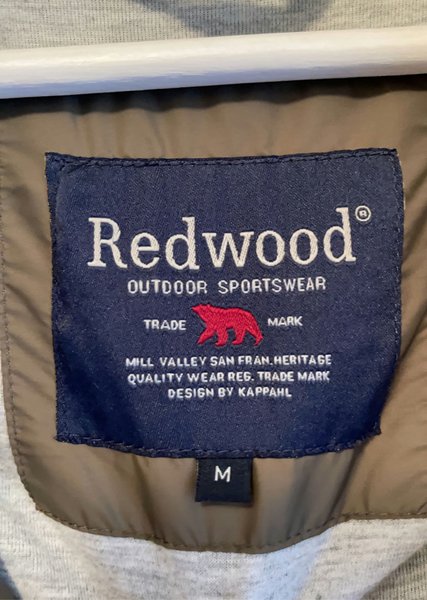 Redwood®
OUTDOOR SPORTSWEAR
TRADE MARK
MILL VALLEY SAN FRAN.HERITAGE
QUALITY WEAR REG. TRADE MARK
DESIGN BY KAPPAHL
M